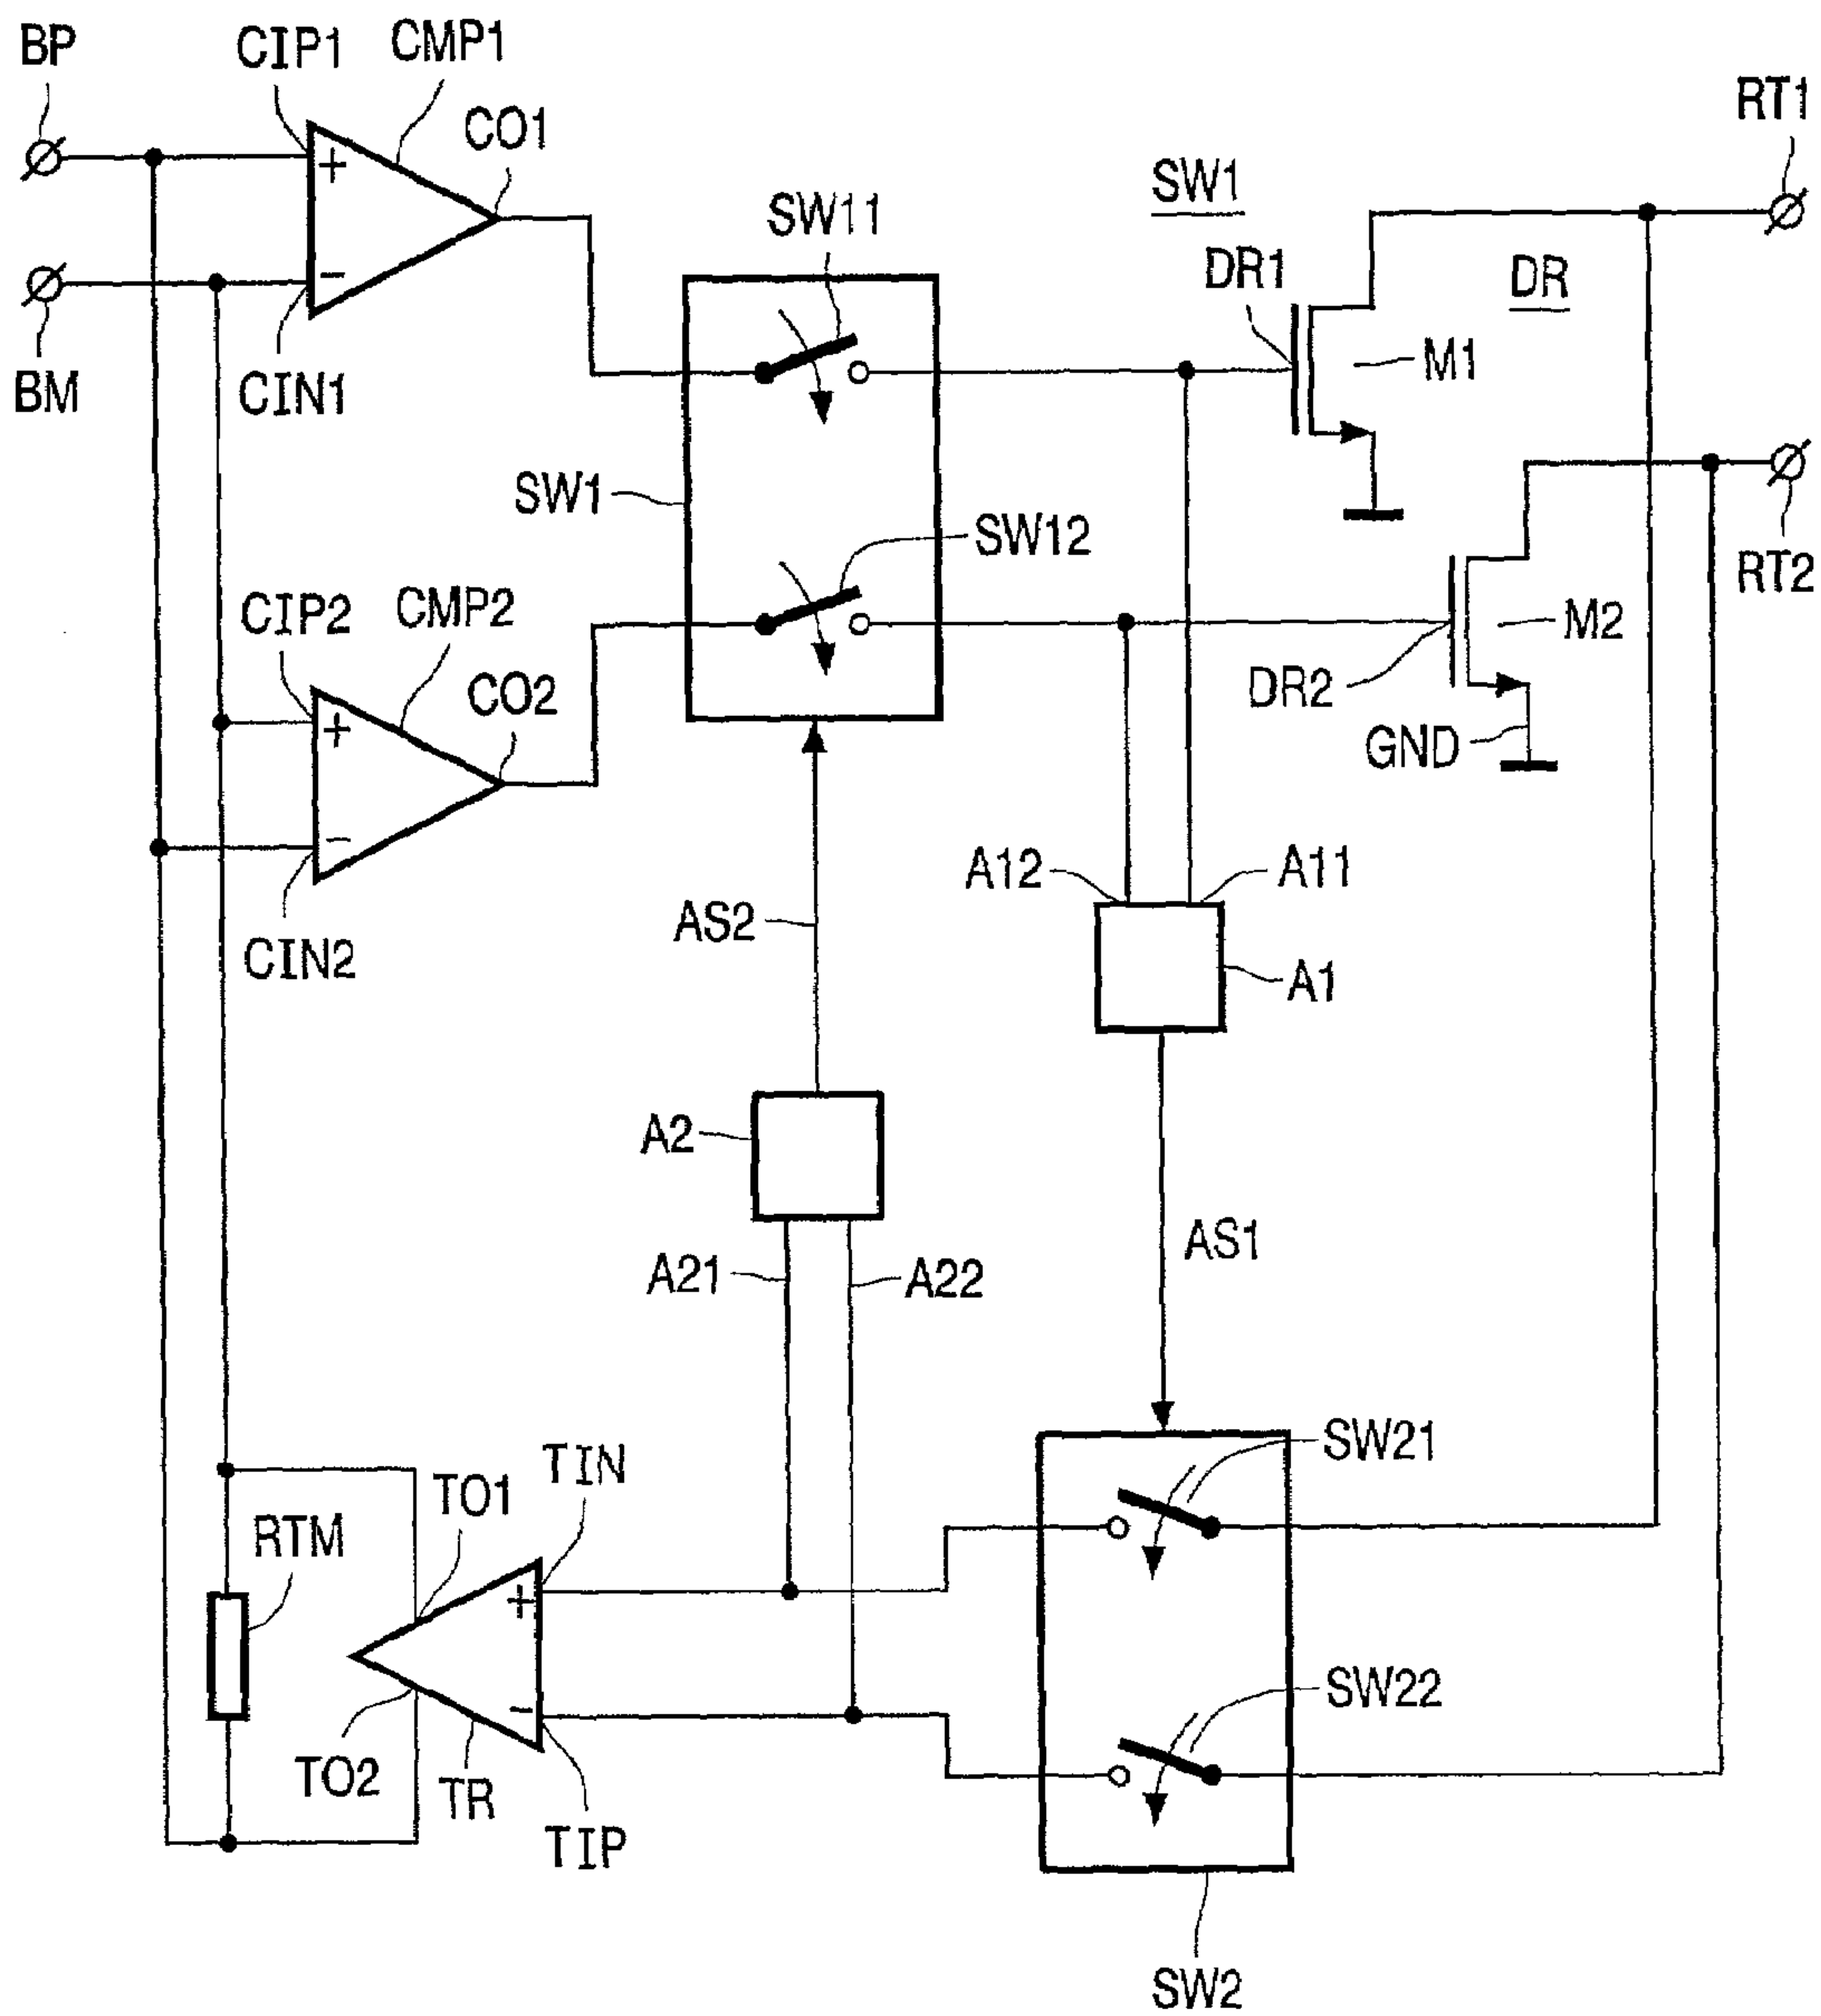 BP
CIP1
CMP1
CO1
RT1
SW1
SW11
DR1
DR
BM
CIN1
M1
SW1
SW12
RT2
CIP2
CMP2
CO2
M2
DR2
GND
A12
A11
AS2
CIN2
A1
A2
AS1
A21
A22
TIN
SW21
TO1
RTM
+
-
+
-
+
-
SW22
TO2
TR
TIP
SW2